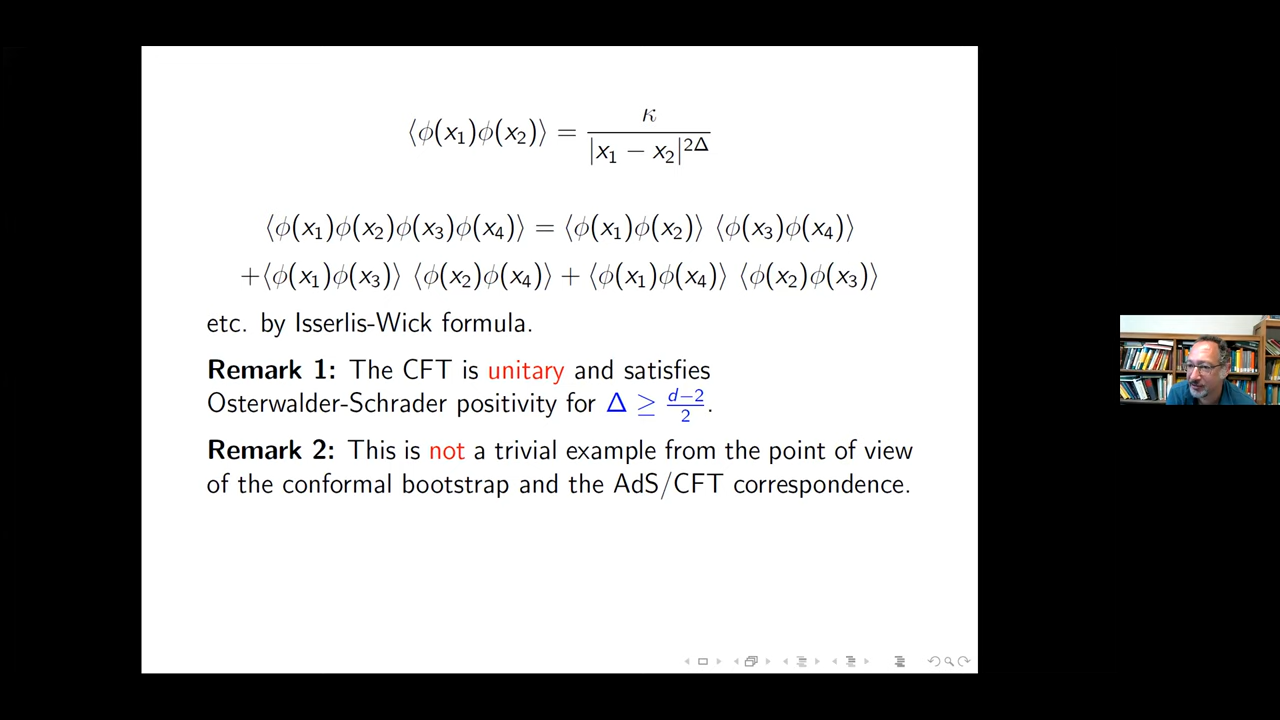 ⟨ϕ(x₁)ϕ(x₂)⟩ = κ / |x₁ − x₂|^{2Δ}
⟨ϕ(x₁)ϕ(x₂)ϕ(x₃)ϕ(x₄)⟩ = ⟨ϕ(x₁)ϕ(x₂)⟩ ⟨ϕ(x₃)ϕ(x₄)⟩
+⟨ϕ(x₁)ϕ(x₃)⟩ ⟨ϕ(x₂)ϕ(x₄)⟩ + ⟨ϕ(x₁)ϕ(x₄)⟩ ⟨ϕ(x₂)ϕ(x₃)⟩
etc. by Isserlis-Wick formula.
Remark 1: The CFT is unitary and satisfies
Osterwalder-Schrader positivity for Δ ≥ (d−2)/2.
Remark 2: This is not a trivial example from the point of view
of the conformal bootstrap and the AdS/CFT correspondence.